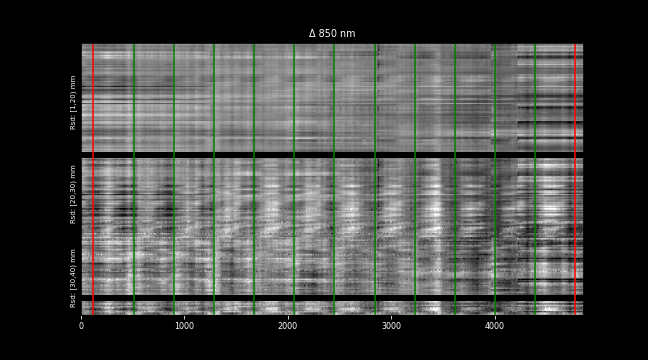 Δ 850 nm
Rsd: [1,20) mm
Rsd: [20,30) mm
Rsd: [30,40) mm
0 1000 2000 3000 4000